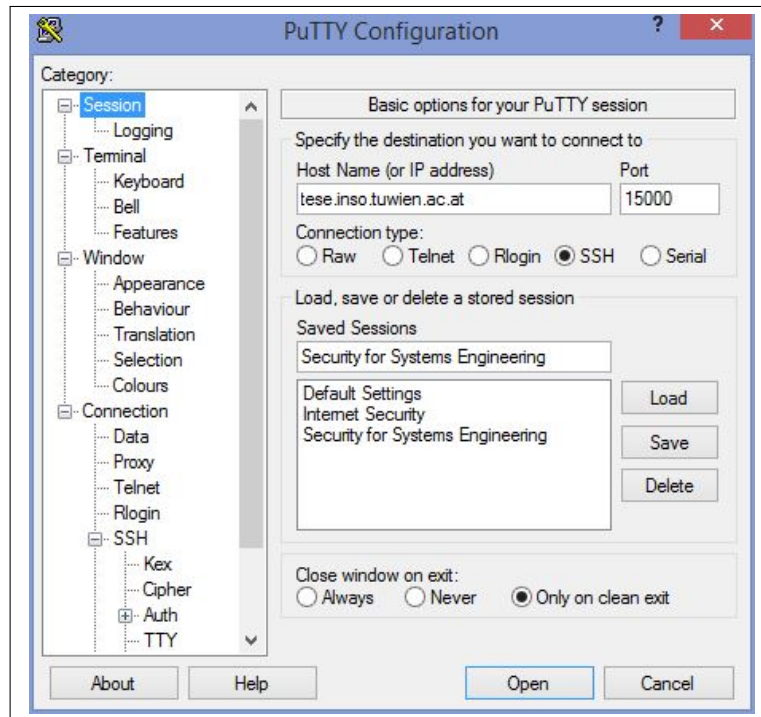 PuTTY Configuration
?
Category:
Session
Logging
Terminal
Keyboard
Bell
Features
Window
Appearance
Behaviour
Translation
Selection
Colours
Connection
Data
Proxy
Telnet
Rlogin
SSH
Kex
Cipher
Auth
TTY
Basic options for your PuTTY session
Specify the destination you want to connect to
Host Name (or IP address) Port
tese.inso.tuwien.ac.at 15000
Connection type:
Raw Telnet Rlogin SSH Serial
Load, save or delete a stored session
Saved Sessions
Security for Systems Engineering
Default Settings
Internet Security
Security for Systems Engineering
Load
Save
Delete
Close window on exit:
Always Never Only on clean exit
About Help Open Cancel